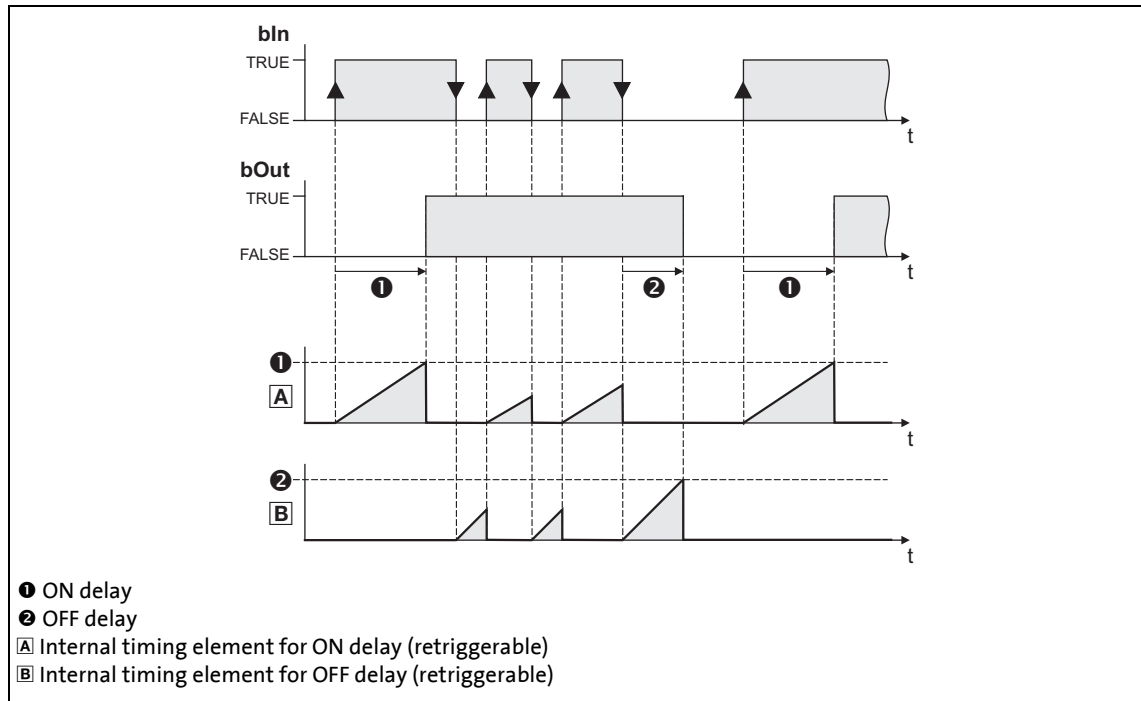 bIn
TRUE
FALSE
t
bOut
TRUE
FALSE
t
❶ ❷ ❶
❶
A
t
❷
B
t
❶ ON delay
❷ OFF delay
A Internal timing element for ON delay (retriggerable)
B Internal timing element for OFF delay (retriggerable)